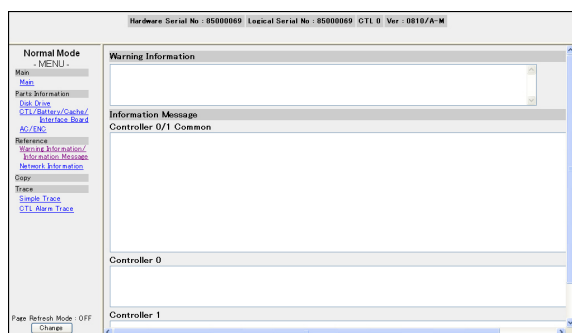 Hardware Serial No : 85000069 Logical Serial No : 85000069 CTL 0 Ver : 0810/A-M
Normal Mode
- MENU -
Main
Main
Parts Information
Disk Drive
CTL/Battery/Cache/
Interface Board
AC/ENC
Reference
Warning Information/
Information Message
Network Information
Copy
Trace
Simple Trace
CTL Alarm Trace
Page Refresh Mode : OFF
Change
Warning Information
Information Message
Controller 0/1 Common
Controller 0
Controller 1